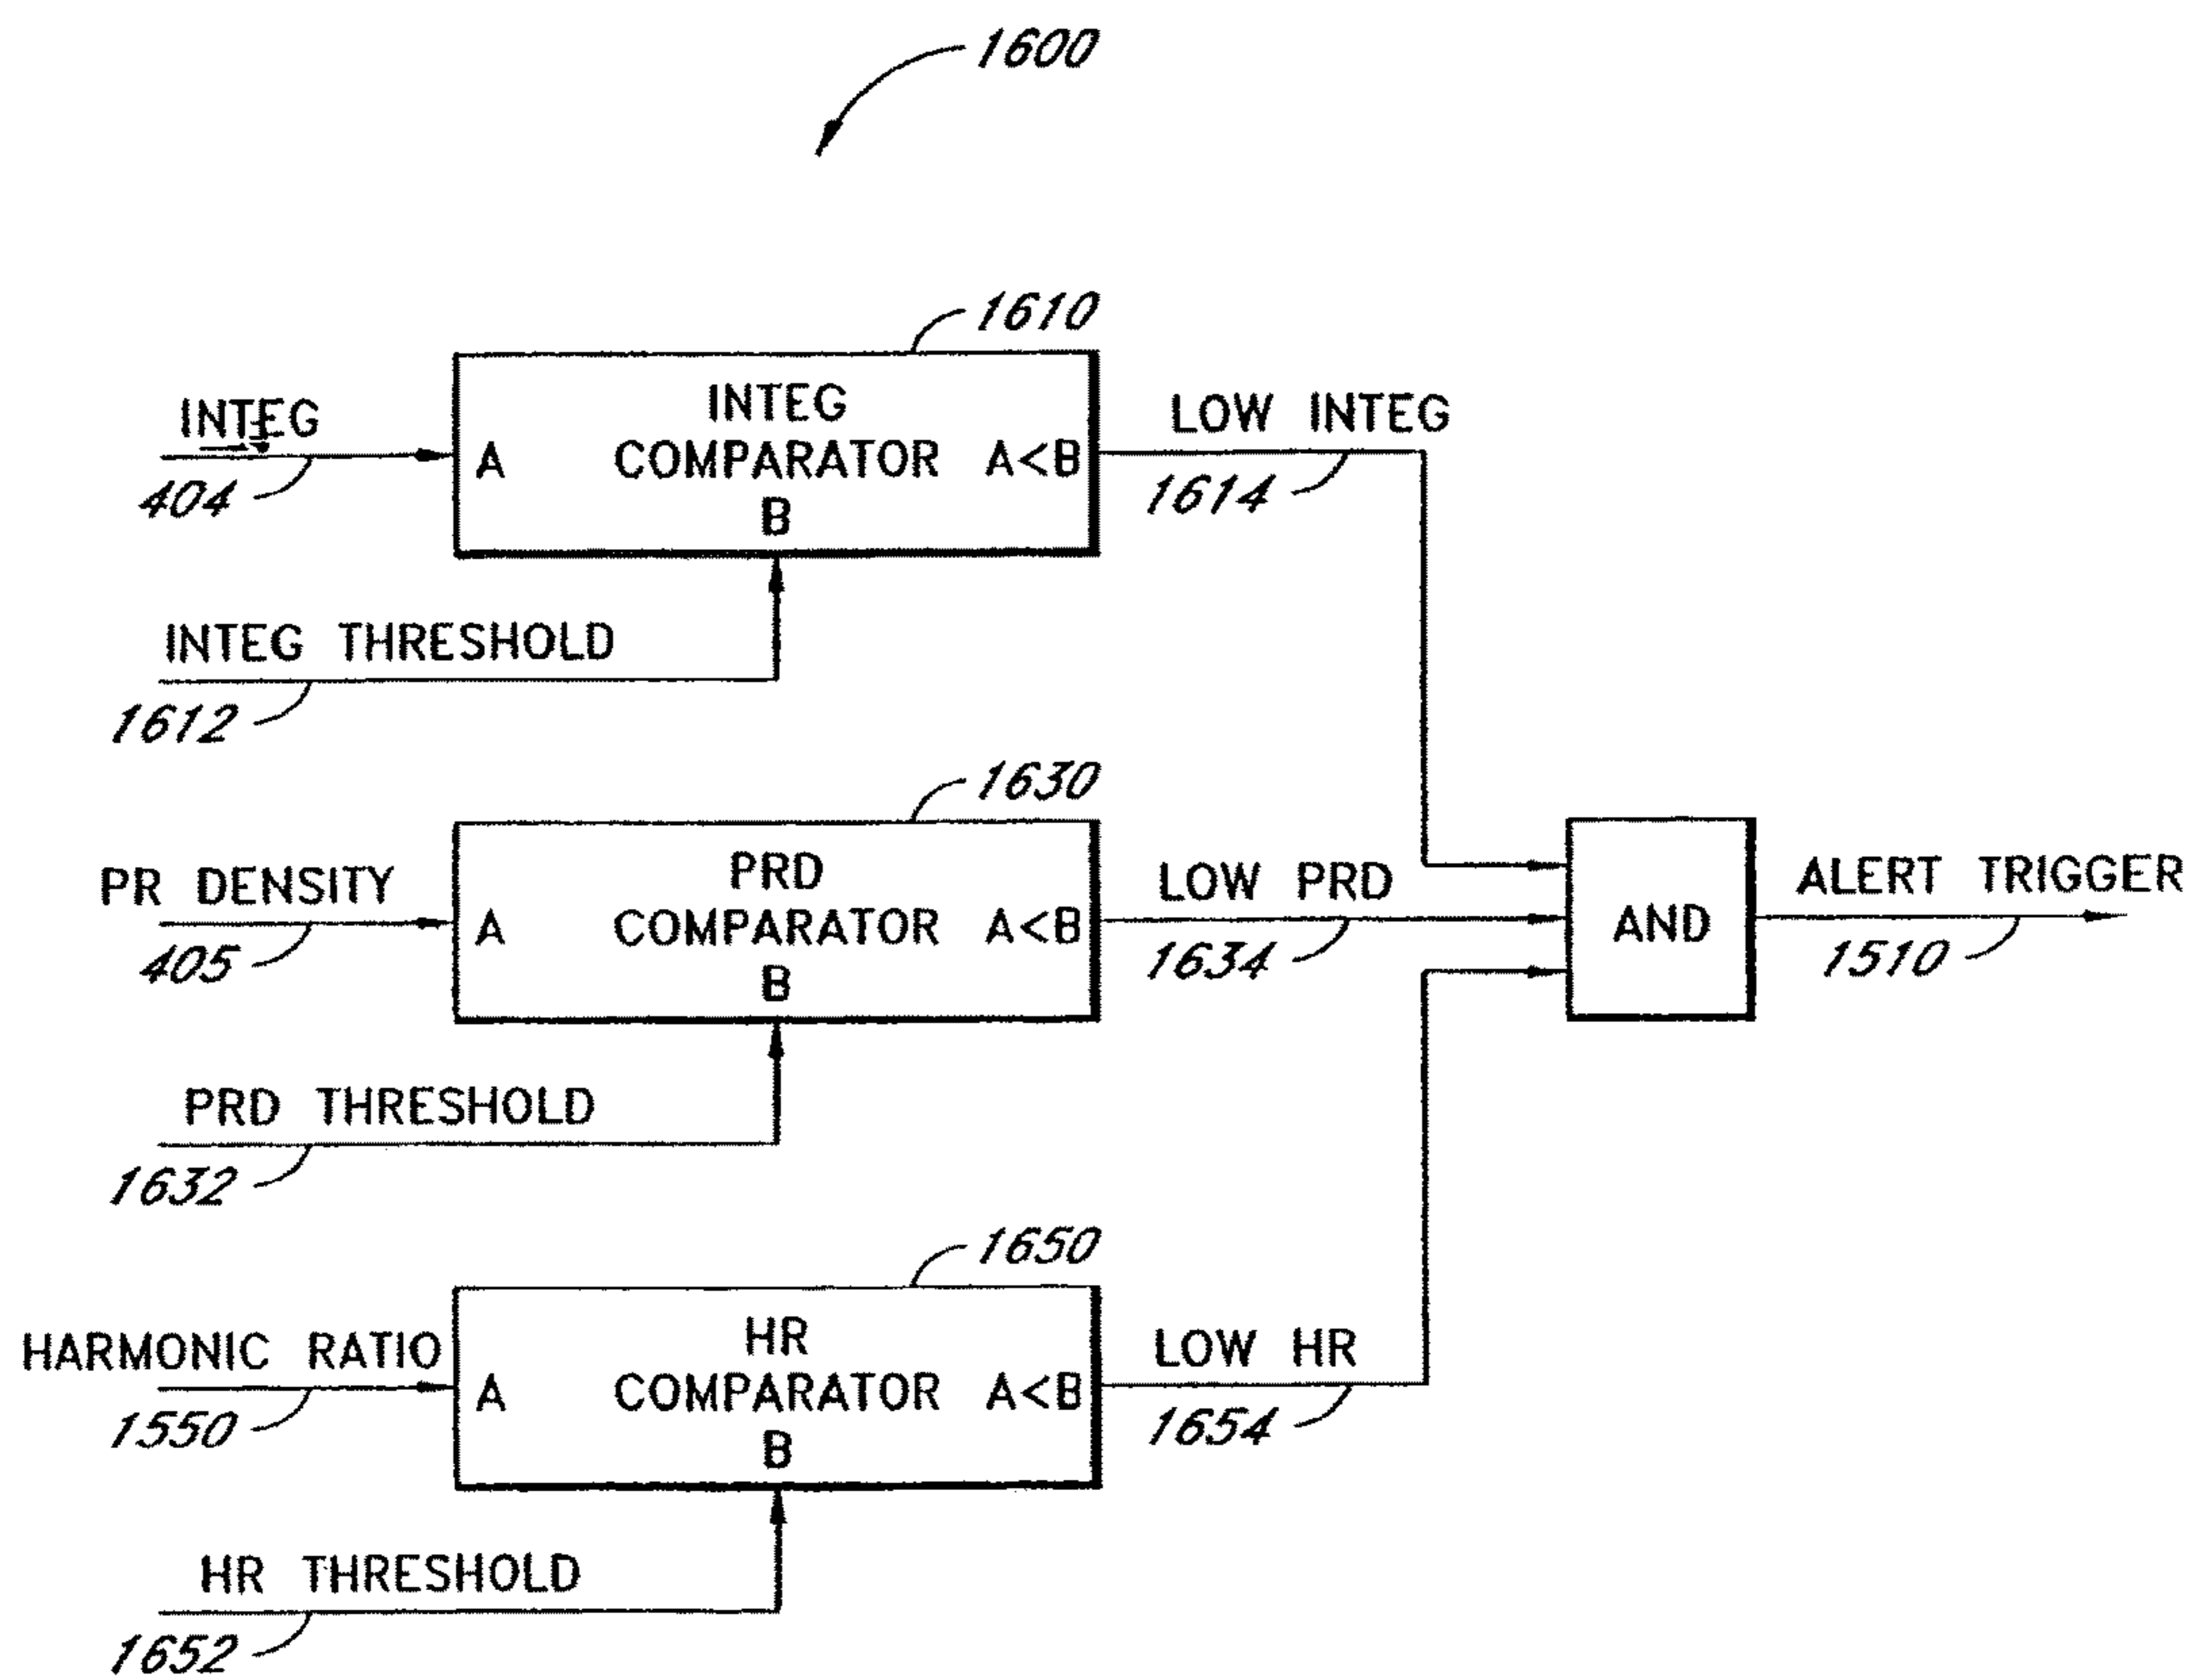 1600
1610
INTEG
404
INTEG
COMPARATOR
A
A<B
B
LOW INTEG
1614
INTEG THRESHOLD
1612
1630
PR DENSITY
405
PRD
COMPARATOR
A
A<B
B
LOW PRD
1634
AND
ALERT TRIGGER
1510
PRD THRESHOLD
1632
1650
HARMONIC RATIO
1550
HR
COMPARATOR
A
A<B
B
LOW HR
1654
HR THRESHOLD
1652